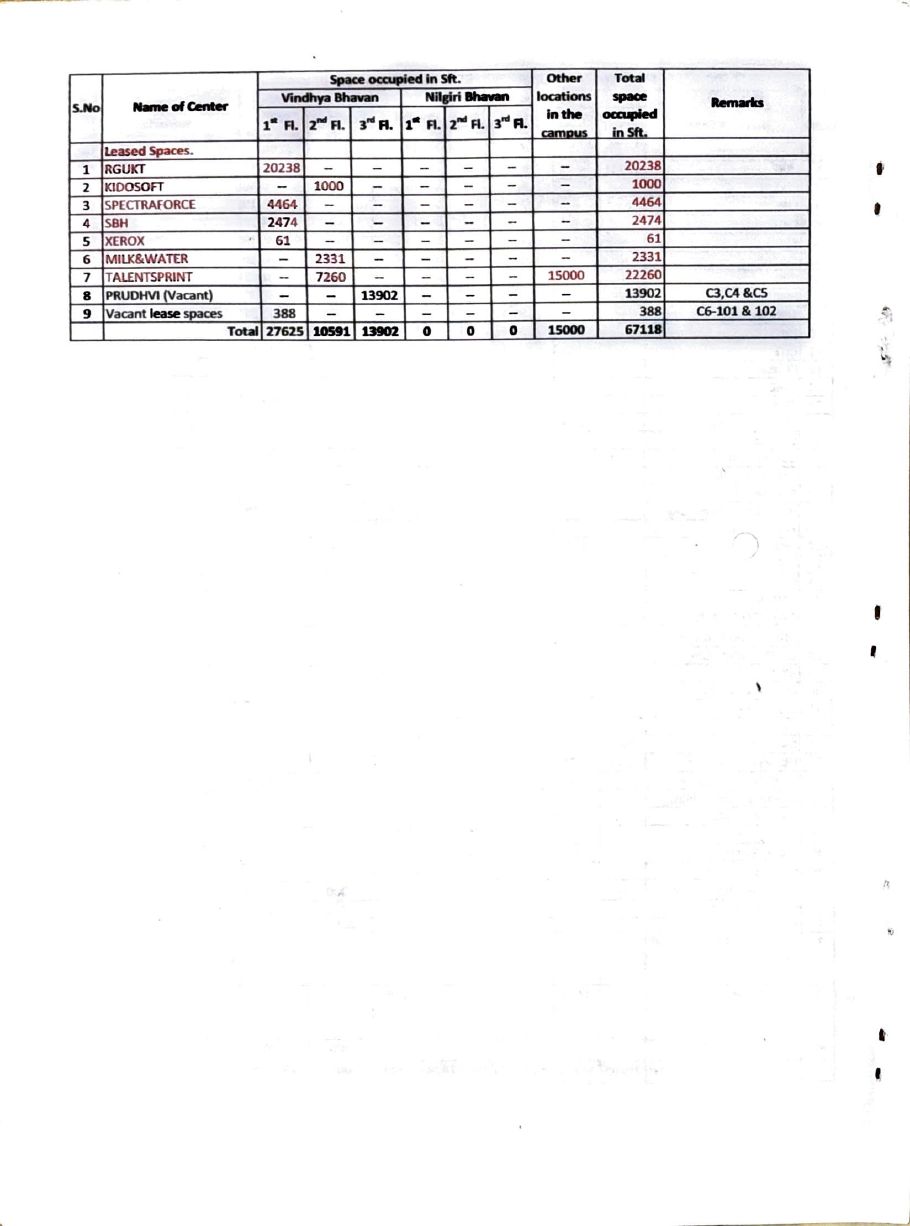 S.No | Name of Center | Space occupied in Sft. | Other locations in the campus | Total space occupied in Sft. | Remarks
Vindhya Bhavan | Nilgiri Bhavan
1st Fl. | 2nd Fl. | 3rd Fl. | 1st Fl. | 2nd Fl. | 3rd Fl.
Leased Spaces.
1 | RGUKT | 20238 | -- | -- | -- | -- | -- | -- | 20238
2 | KIDOSOFT | -- | 1000 | -- | -- | -- | -- | -- | 1000
3 | SPECTRAFORCE | 4464 | -- | -- | -- | -- | -- | -- | 4464
4 | SBH | 2474 | -- | -- | -- | -- | -- | -- | 2474
5 | XEROX | 61 | -- | -- | -- | -- | -- | -- | 61
6 | MILK&WATER | -- | 2331 | -- | -- | -- | -- | -- | 2331
7 | TALENTSPRINT | -- | 7260 | -- | -- | -- | -- | 15000 | 22260
8 | PRUDHVI (Vacant) | -- | -- | 13902 | -- | -- | -- | -- | 13902 | C3,C4 &C5
9 | Vacant lease spaces | 388 | -- | -- | -- | -- | -- | -- | 388 | C6-101 & 102
Total | 27625 | 10591 | 13902 | 0 | 0 | 0 | 15000 | 67118